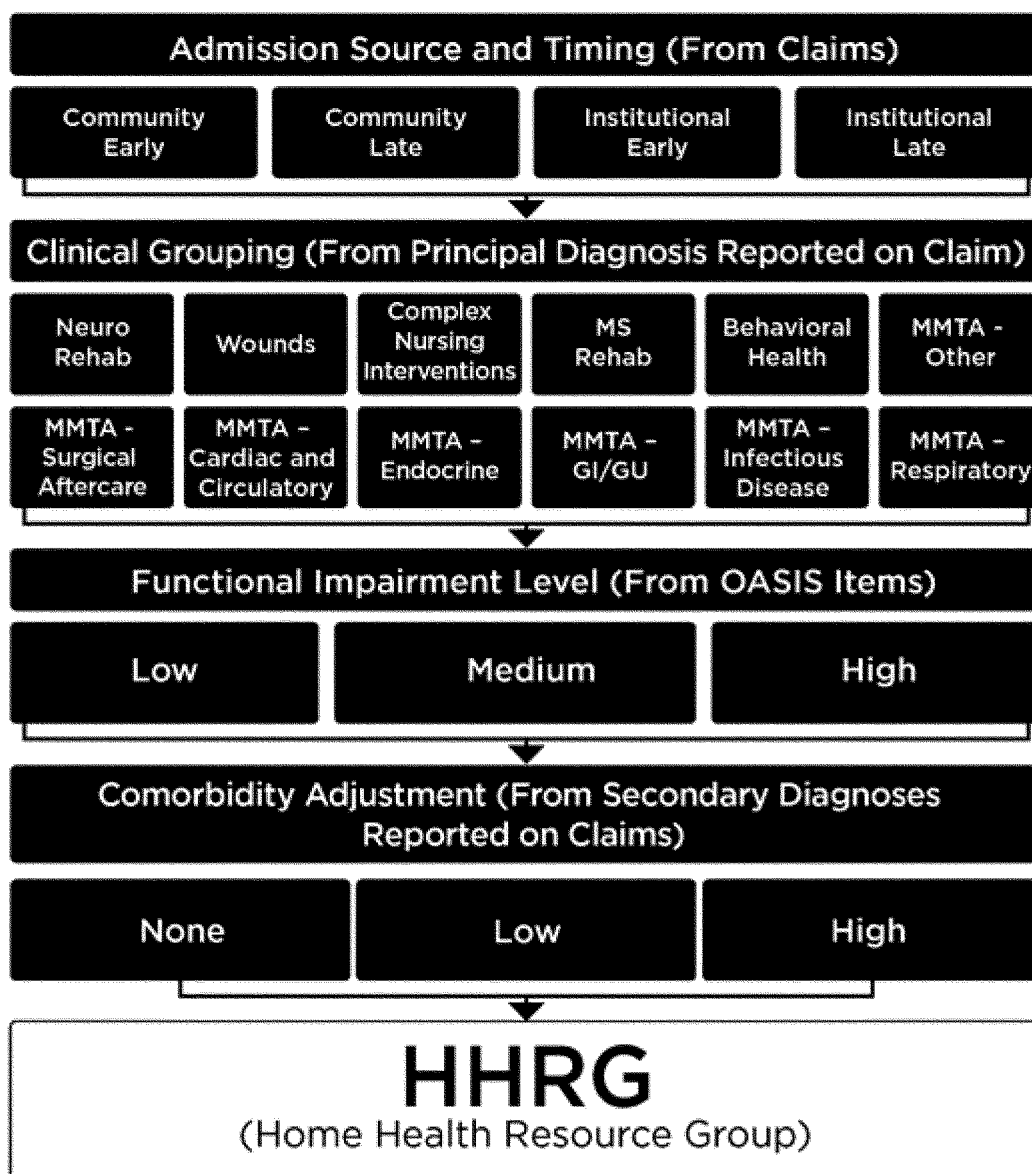 Admission Source and Timing (From Claims)
Community
Early
Community
Late
Institutional
Early
Institutional
Late
Clinical Grouping (From Principal Diagnosis Reported on Claim)
Neuro
Rehab
Wounds
Complex
Nursing
Interventions
MS
Rehab
Behavioral
Health
MMTA -
Other
MMTA -
Surgical
Aftercare
MMTA –
Cardiac and
Circulatory
MMTA –
Endocrine
MMTA –
GI/GU
MMTA –
Infectious
Disease
MMTA –
Respiratory
Functional Impairment Level (From OASIS Items)
Low
Medium
High
Comorbidity Adjustment (From Secondary Diagnoses
Reported on Claims)
None
Low
High
HHRG
(Home Health Resource Group)